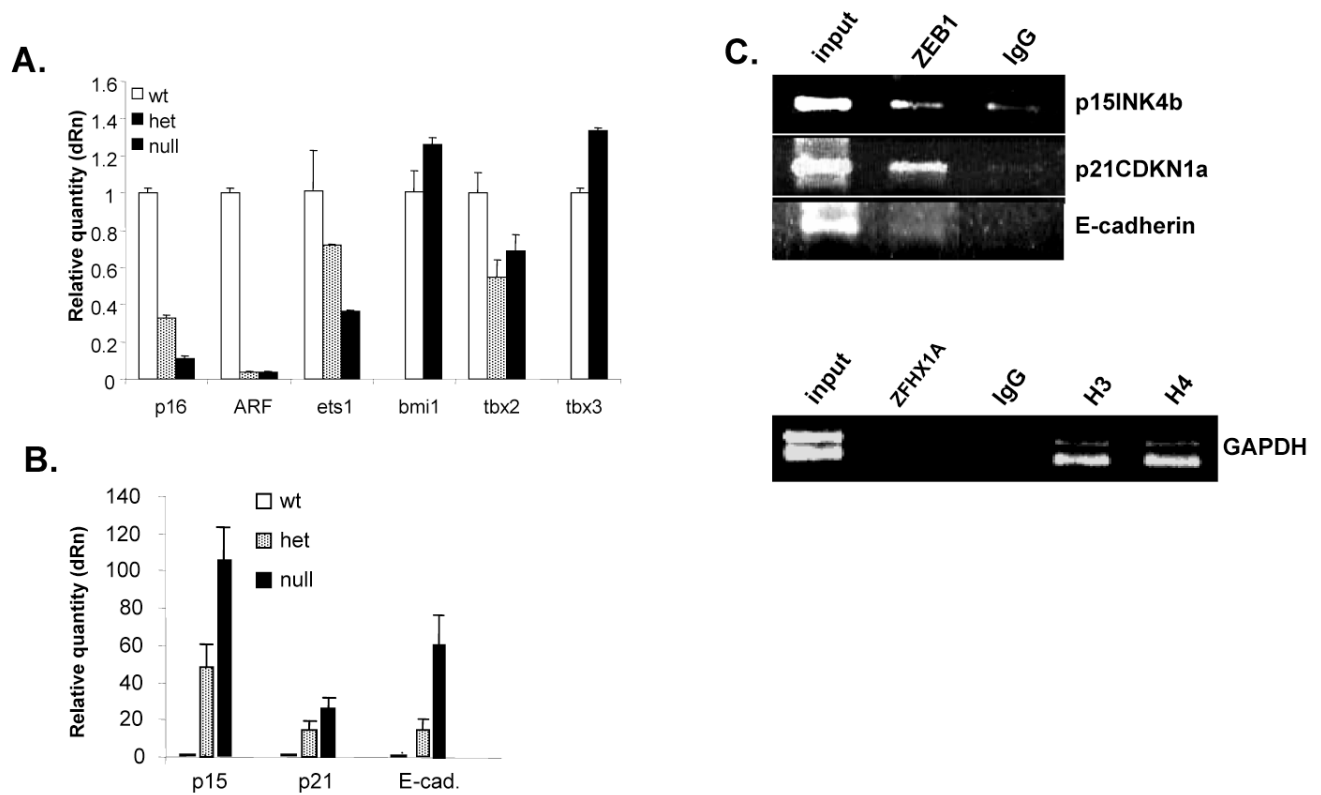 A.
Relative quantity (dRn)
1.6
1.4
1.2
1
0.8
0.6
0.4
0.2
0
wt
het
null
p16 ARF ets1 bmi1 tbx2 tbx3
B.
Relative quantity (dRn)
140
120
100
80
60
40
20
0
wt
het
null
p15 p21 E-cad.
C.
input ZEB1 IgG
p15INK4b
p21CDKN1a
E-cadherin
input ZFHX1A IgG H3 H4
GAPDH